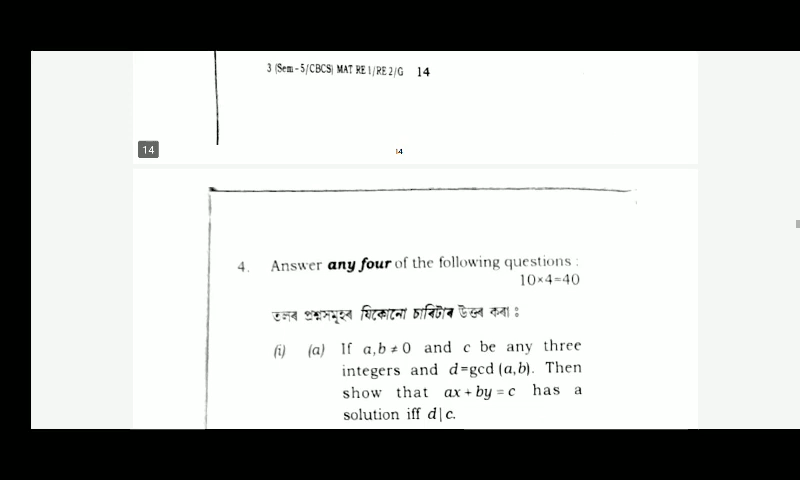 3 (Sem-5/CBCS) MAT RE 1/RE 2/G 14
14
14
4. Answer any four of the following questions :
10×4=40
তলৰ প্ৰশ্নসমূহৰ যিকোনো চাৰিটাৰ উত্তৰ কৰা ঃ
(i) (a) If a,b ≠ 0 and c be any three
integers and d=gcd (a,b). Then
show that ax + by = c has a
solution iff d|c.